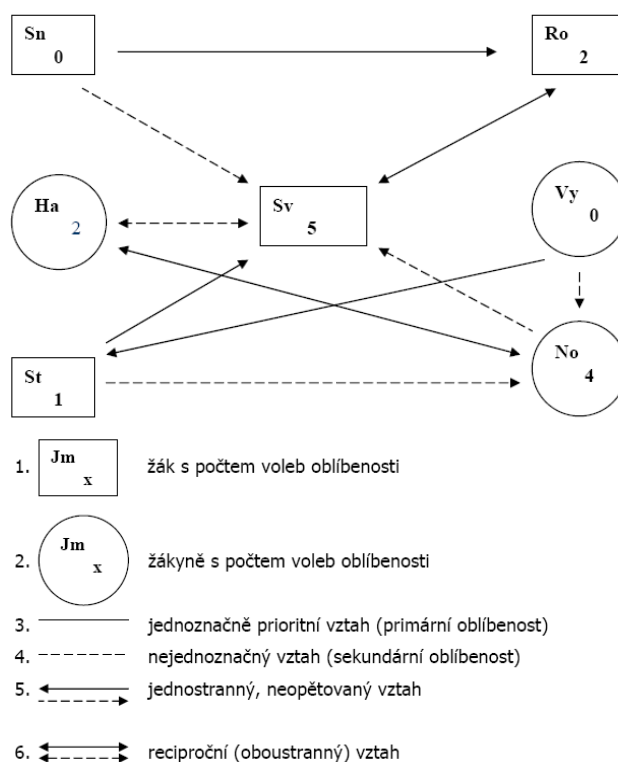 Sn
0
Ro
2
Ha
2
Sv
5
Vy
0
St
1
No
4
1. Jm
x
žák s počtem voleb oblíbenosti
2. Jm
x
žákyně s počtem voleb oblíbenosti
3. jednoznačně prioritní vztah (primární oblíbenost)
4. nejednoznačný vztah (sekundární oblíbenost)
5. jednostranný, neopětovaný vztah
6. reciproční (oboustranný) vztah